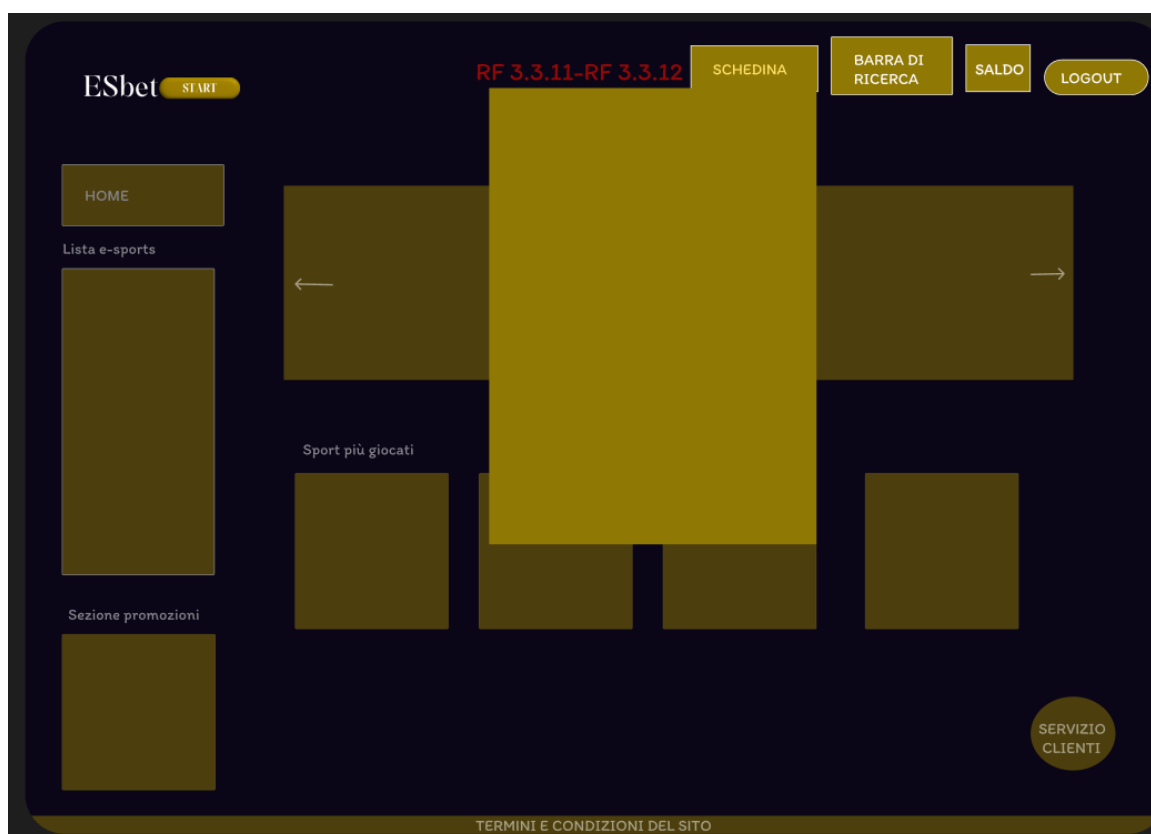 ESbet START
RF 3.3.11-RF 3.3.12
SCHEDINA
BARRA DI
RICERCA
SALDO
LOGOUT
HOME
Lista e-sports
Sport più giocati
Sezione promozioni
SERVIZIO
CLIENTI
TERMINI E CONDIZIONI DEL SITO